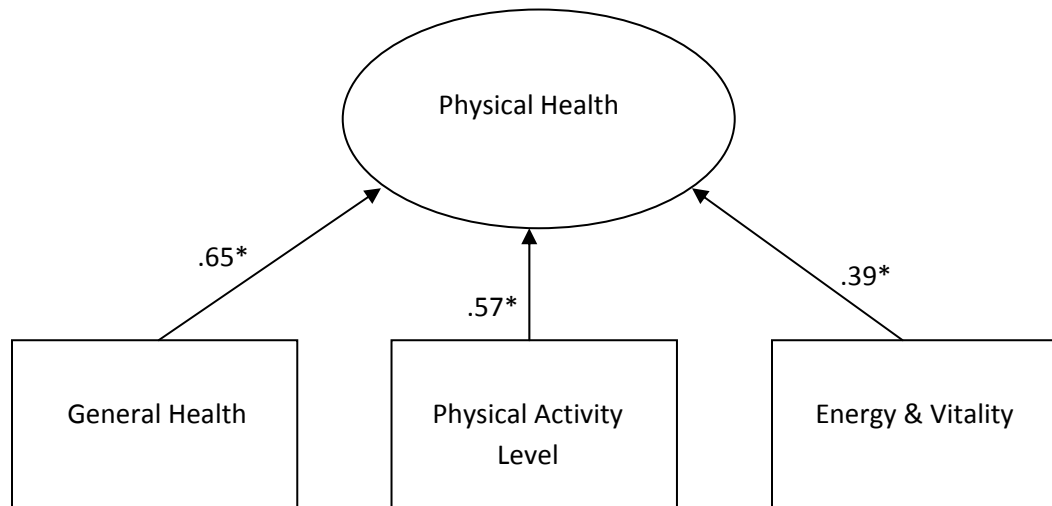 Physical Health
.65*
.57*
.39*
General Health
Physical Activity
Level
Energy & Vitality